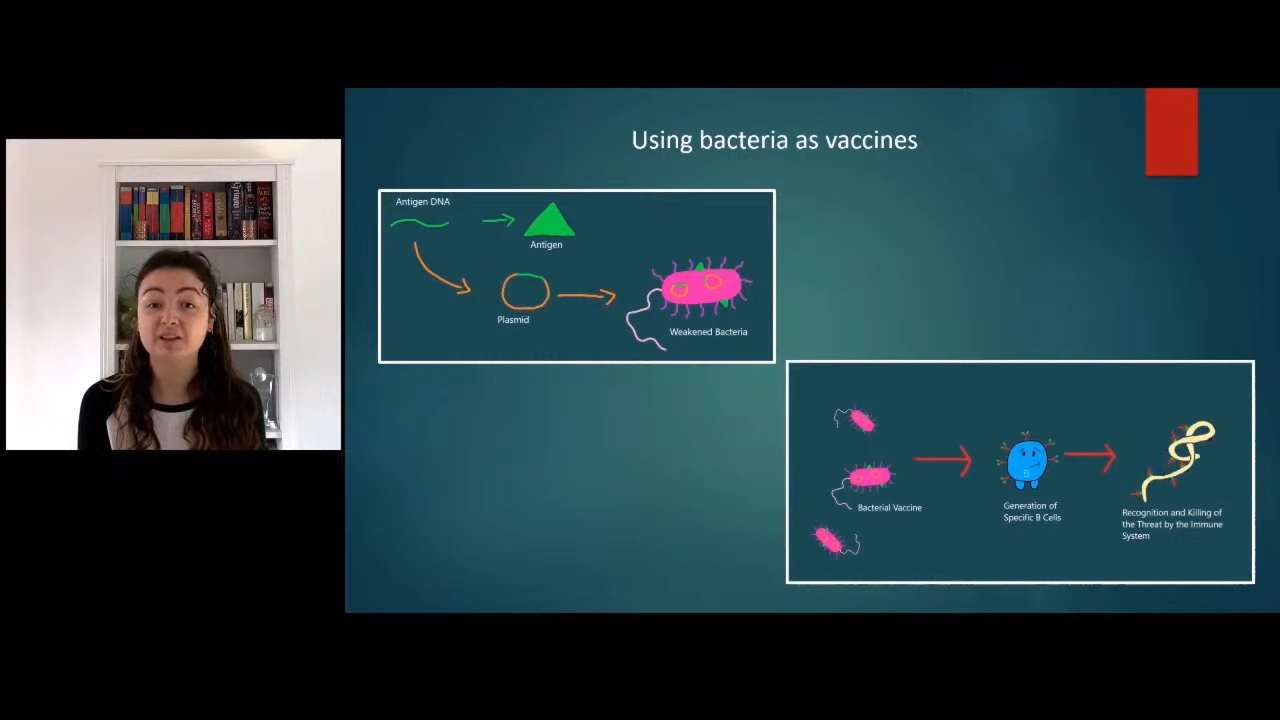 Using bacteria as vaccines
Antigen DNA
Antigen
Plasmid
Weakened Bacteria
Bacterial Vaccine
B
Generation of
Specific B Cells
Recognition and Killing of
the Threat by the Immune
System